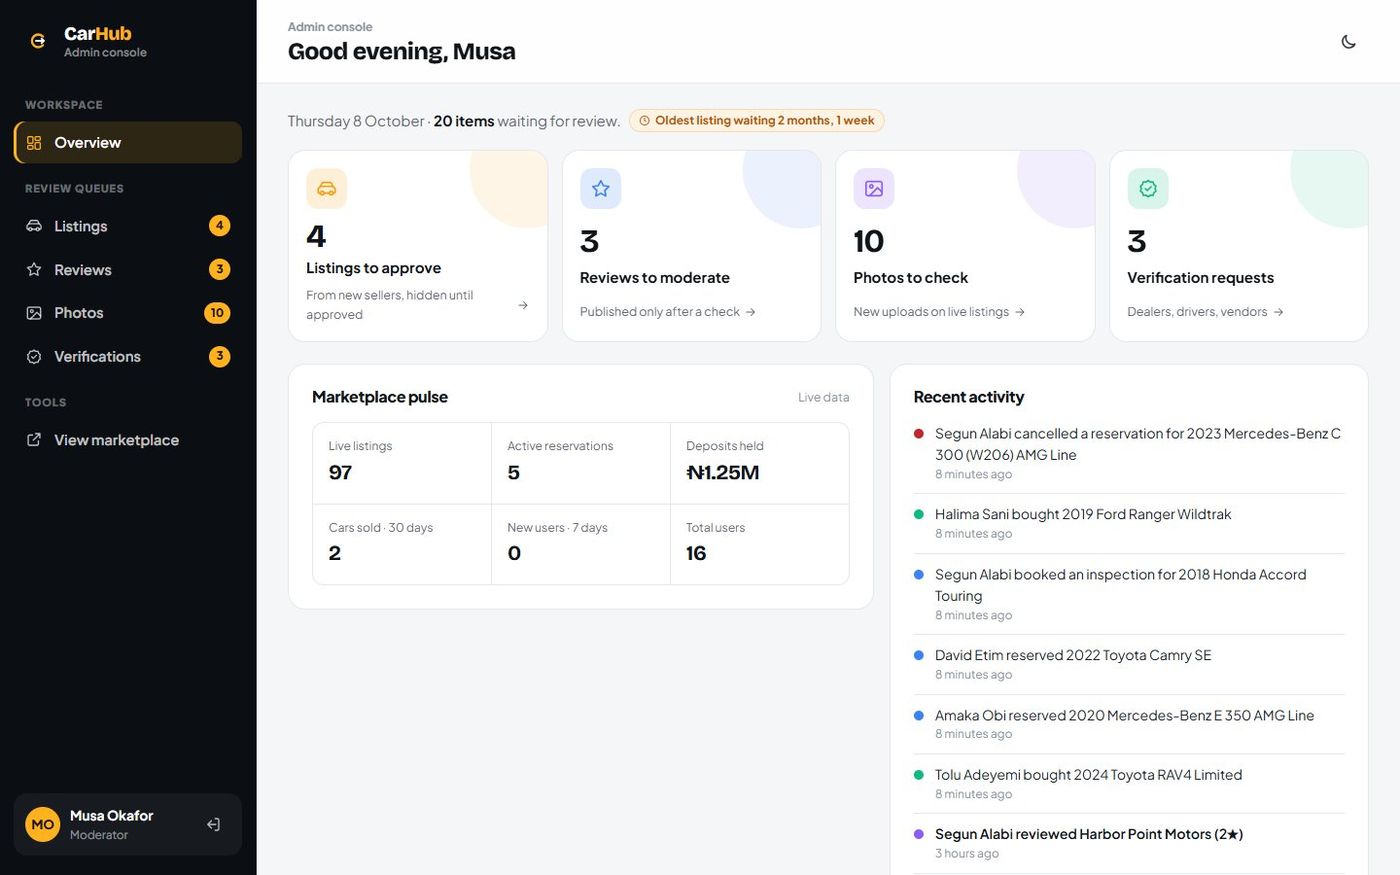 CarHub
Admin console
WORKSPACE
Overview
REVIEW QUEUES
Listings 4
Reviews 3
Photos 10
Verifications 3
TOOLS
View marketplace
MO
Musa Okafor
Moderator
Admin console
Good evening, Musa
Thursday 8 October · 20 items waiting for review. Oldest listing waiting 2 months, 1 week
4
Listings to approve
From new sellers, hidden until
approved →
3
Reviews to moderate
Published only after a check →
10
Photos to check
New uploads on live listings →
3
Verification requests
Dealers, drivers, vendors →
Marketplace pulse Live data
Live listings
97
Active reservations
5
Deposits held
₦1.25M
Cars sold · 30 days
2
New users · 7 days
0
Total users
16
Recent activity
Segun Alabi cancelled a reservation for 2023 Mercedes-Benz C
300 (W206) AMG Line
8 minutes ago
Halima Sani bought 2019 Ford Ranger Wildtrak
8 minutes ago
Segun Alabi booked an inspection for 2018 Honda Accord
Touring
8 minutes ago
David Etim reserved 2022 Toyota Camry SE
8 minutes ago
Amaka Obi reserved 2020 Mercedes-Benz E 350 AMG Line
8 minutes ago
Tolu Adeyemi bought 2024 Toyota RAV4 Limited
8 minutes ago
Segun Alabi reviewed Harbor Point Motors (2★)
3 hours ago